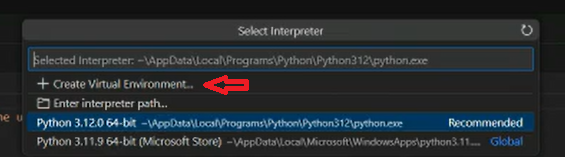 Select Interpreter
Selected Interpreter: ~\AppData\Local\Programs\Python\Python312\python.exe
+ Create Virtual Environment...
Enter interpreter path...
Python 3.12.0 64-bit ~\AppData\Local\Programs\Python\Python312\python.exe Recommended
Python 3.11.9 64-bit (Microsoft Store) ~\AppData\Local\Microsoft\WindowsApps\python3.11.... Global